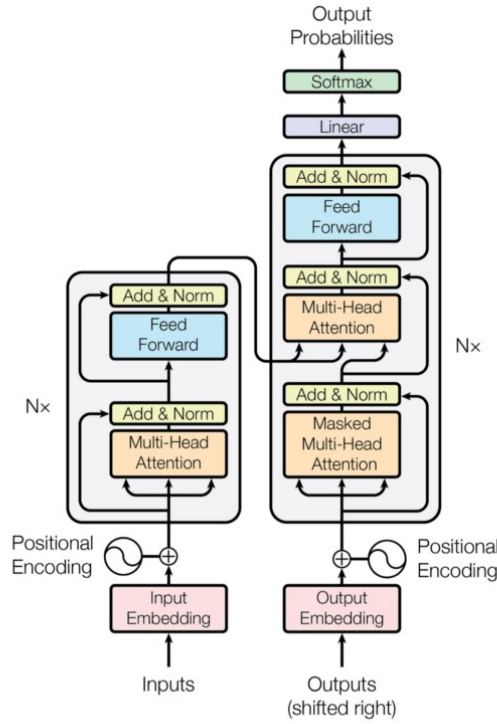 Output
Probabilities
Softmax
Linear
Add & Norm
Feed
Forward
Add & Norm
Multi-Head
Attention
Add & Norm
Masked
Multi-Head
Attention
Nx
Positional
Encoding
Output
Embedding
Outputs
(shifted right)
Add & Norm
Feed
Forward
Add & Norm
Multi-Head
Attention
Nx
Positional
Encoding
Input
Embedding
Inputs